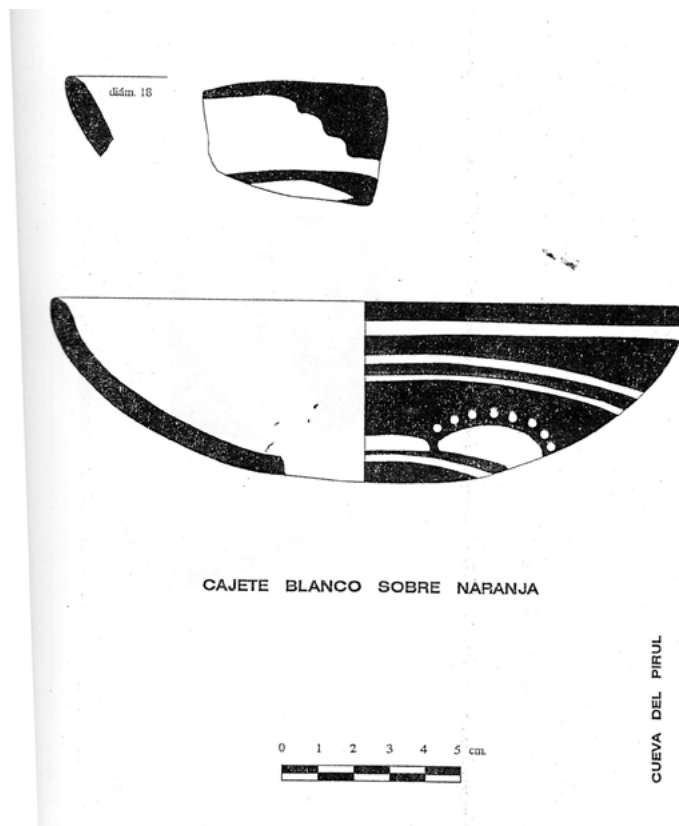 diám. 18
CAJETE BLANCO SOBRE NARANJA
CUEVA DEL PIRUL
0 1 2 3 4 5 cm.